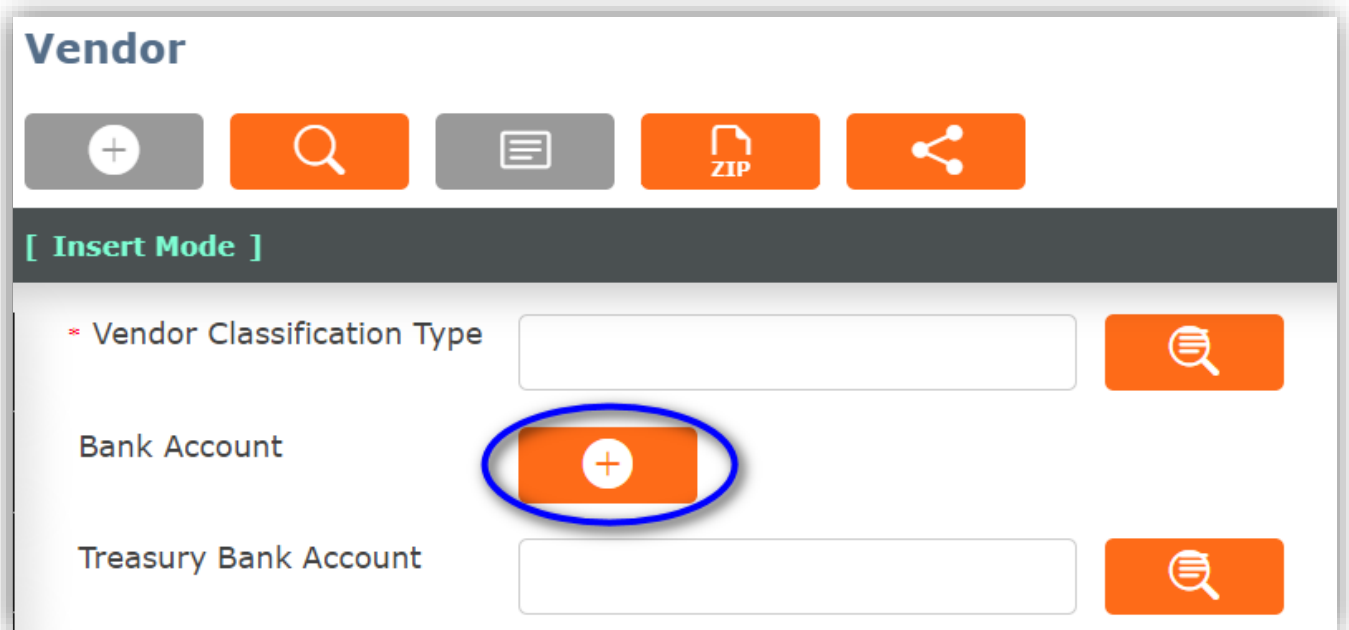 Vendor
ZIP
[ Insert Mode ]
* Vendor Classification Type
Bank Account
Treasury Bank Account